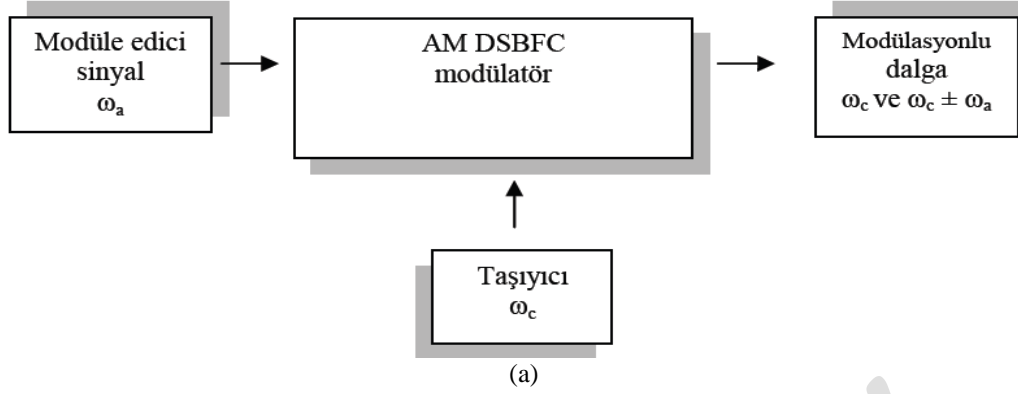 Modüle edici
sinyal
ωa
AM DSBFC
modülatör
Modülasyonlu
dalga
ωc ve ωc ± ωa
Taşıyıcı
ωc
(a)